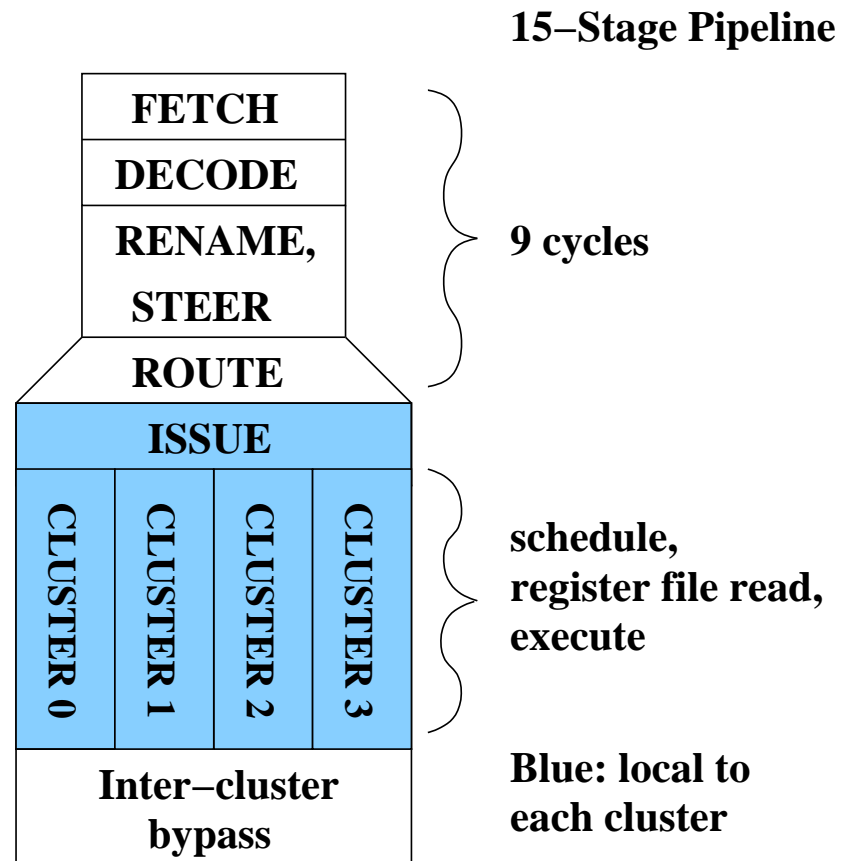 15−Stage Pipeline
FETCH
DECODE
RENAME,
STEER
9 cycles
ROUTE
ISSUE
CLUSTER 0
CLUSTER 1
CLUSTER 2
CLUSTER 3
schedule,
register file read,
execute
Inter−cluster
bypass
Blue: local to
each cluster